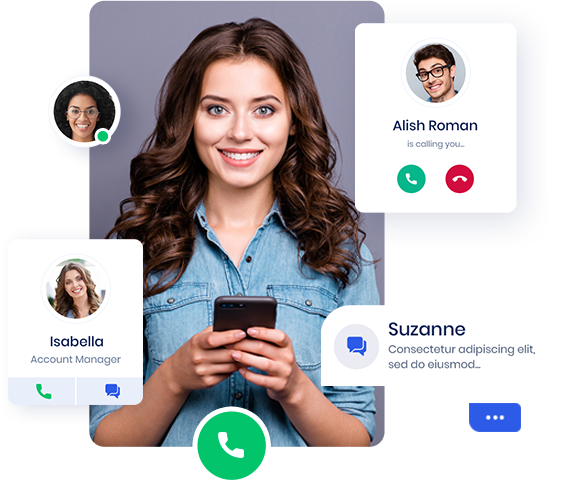 Alish Roman
is calling you...
Isabella
Account Manager
Suzanne
Consectetur adipiscing elit,
sed do eiusmod...